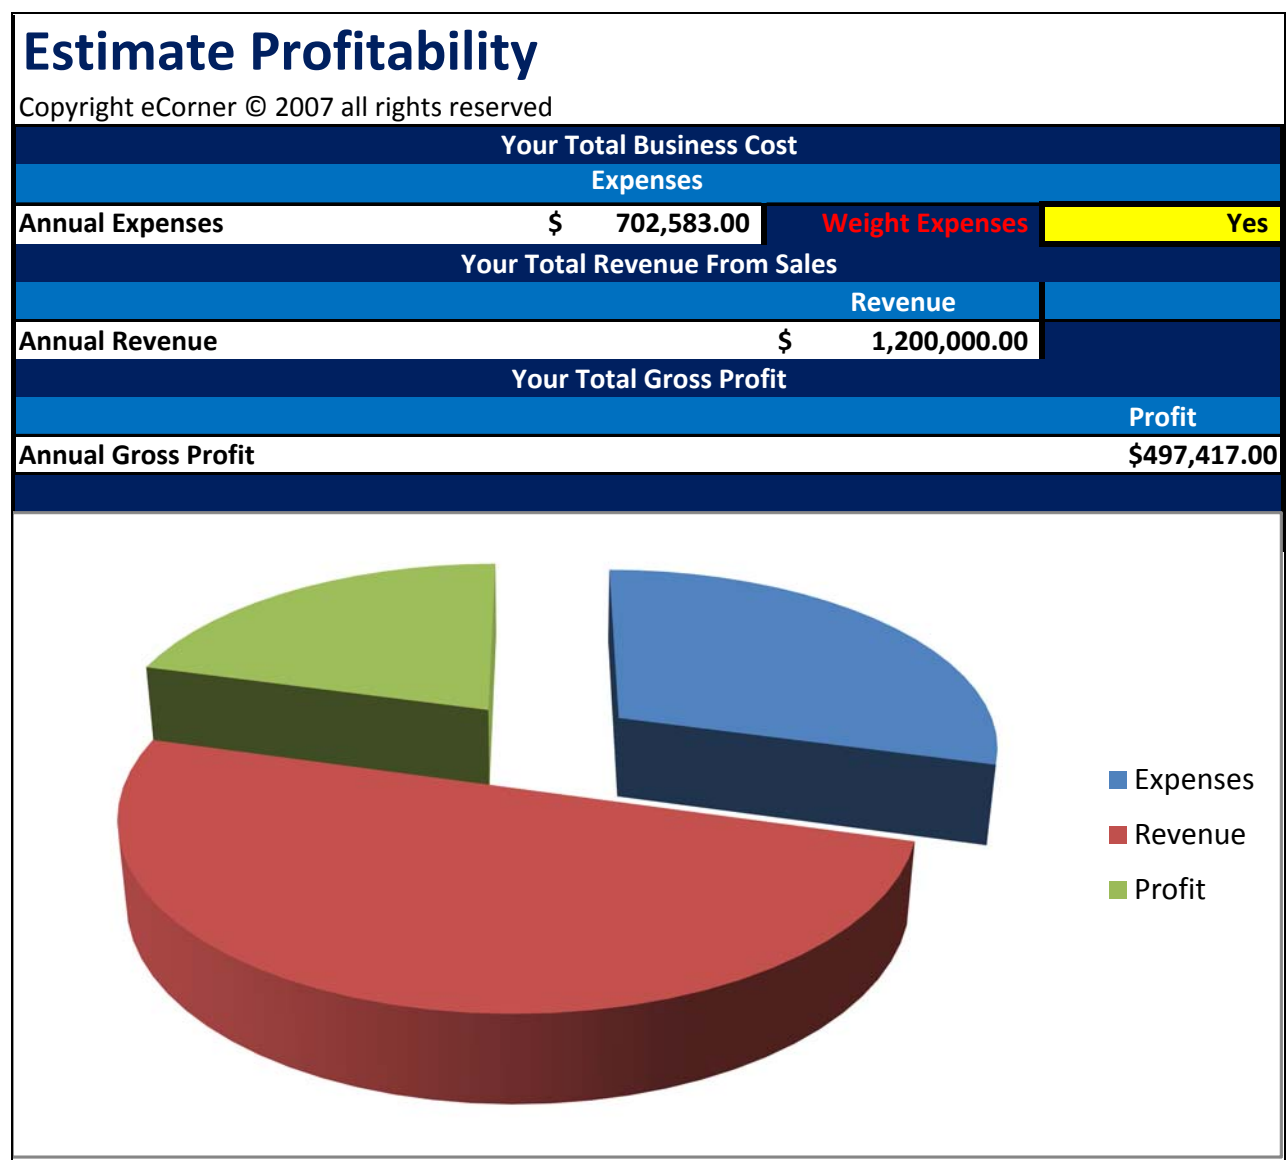 Estimate Profitability
Copyright eCorner © 2007 all rights reserved
Your Total Business Cost
Expenses
Annual Expenses $ 702,583.00 Weight Expenses Yes
Your Total Revenue From Sales
Revenue
Annual Revenue $ 1,200,000.00
Your Total Gross Profit
Profit
Annual Gross Profit $497,417.00
Expenses
Revenue
Profit